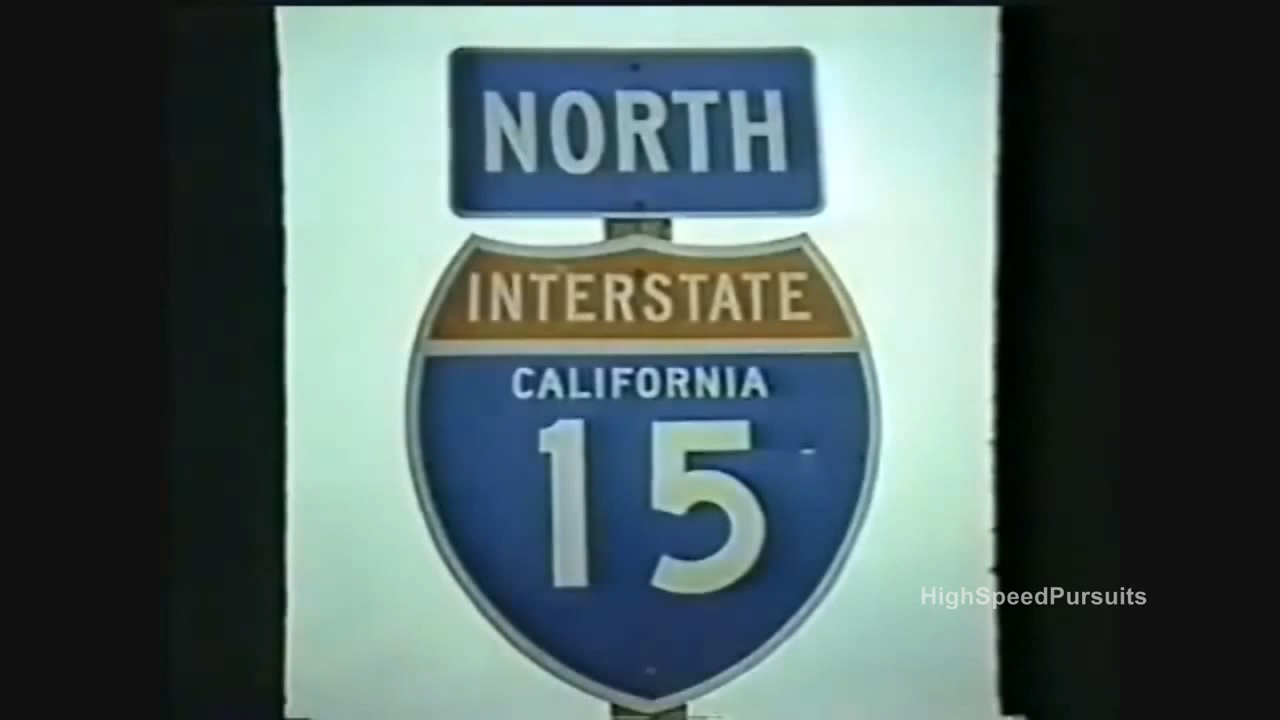 NORTH
INTERSTATE
CALIFORNIA
15
HighSpeedPursuits